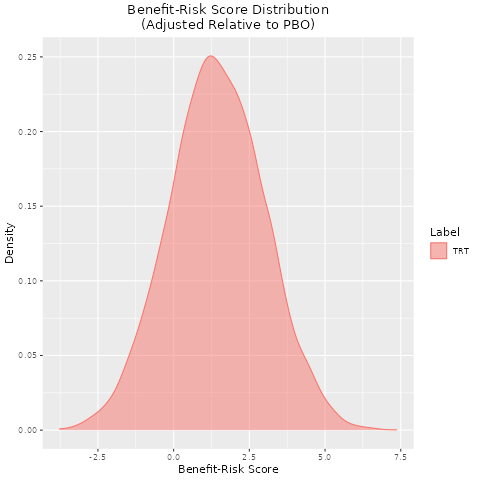 Benefit-Risk Score Distribution
(Adjusted Relative to PBO)
0.25
0.20
0.15
0.10
0.05
0.00
Density
-2.5 0.0 2.5 5.0 7.5
Benefit-Risk Score
Label
TRT